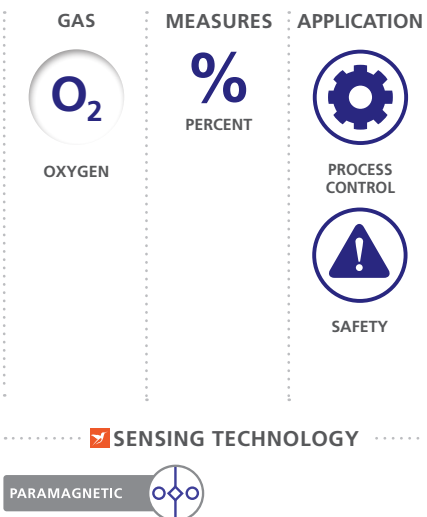 GAS
O₂
OXYGEN
MEASURES
%
PERCENT
APPLICATION
PROCESS
CONTROL
SAFETY
SENSING TECHNOLOGY
PARAMAGNETIC